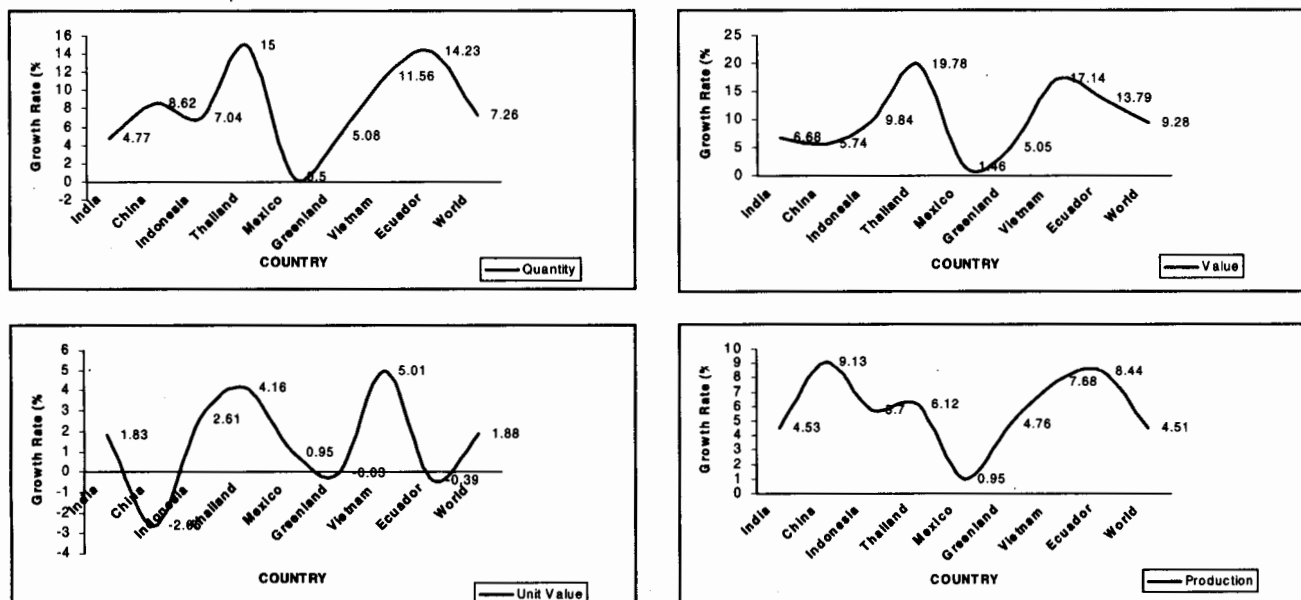 16
14
12
10
8
6
4
2
0
-2
Growth Rate (%
4.77
8.62
7.04
15
5.08
11.56
14.23
7.26
India
China
Indonesia
Thailand
Mexico
Greenland
Vietnam
Ecuador
World
COUNTRY
Quantity
25
20
15
10
5
0
Growth Rate (%
6.68
5.74
9.84
19.78
1.46
5.05
17.14
13.79
9.28
India
China
Indonesia
Thailand
Mexico
Greenland
Vietnam
Ecuador
World
COUNTRY
Value
6
5
4
3
2
1
0
-1
-2
-3
-4
Growth Rate (%
1.83
2.61
4.16
0.95
-0.03
5.01
-0.39
1.88
India
China
Indonesia
Thailand
Mexico
Greenland
Vietnam
Ecuador
World
COUNTRY
Unit Value
10
9
8
7
6
5
4
3
2
1
0
Growth Rate (%
4.53
9.13
6.12
0.95
4.76
7.68
8.44
4.51
India
China
Indonesia
Thailand
Mexico
Greenland
Vietnam
Ecuador
World
COUNTRY
Production